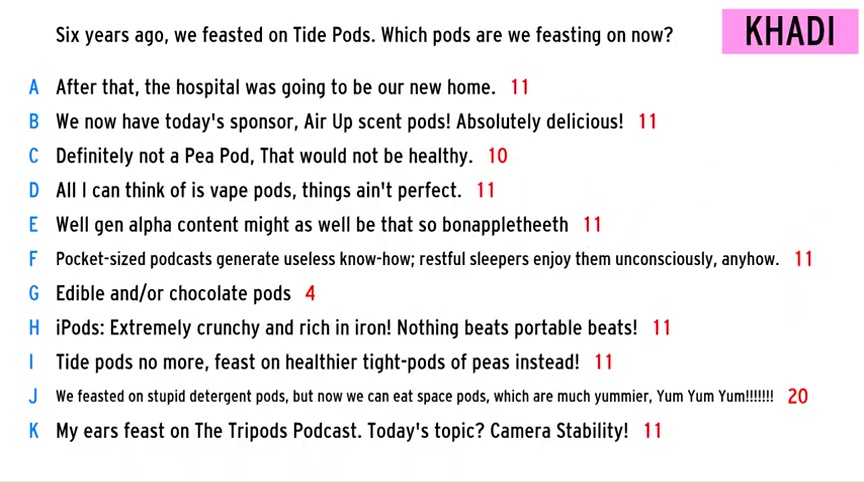 Six years ago, we feasted on Tide Pods. Which pods are we feasting on now?
KHADI
A After that, the hospital was going to be our new home. 11
B We now have today's sponsor, Air Up scent pods! Absolutely delicious! 11
C Definitely not a Pea Pod, That would not be healthy. 10
D All I can think of is vape pods, things ain't perfect. 11
E Well gen alpha content might as well be that so bonappletheeth 11
F Pocket-sized podcasts generate useless know-how; restful sleepers enjoy them unconsciously, anyhow. 11
G Edible and/or chocolate pods 4
H iPods: Extremely crunchy and rich in iron! Nothing beats portable beats! 11
I Tide pods no more, feast on healthier tight-pods of peas instead! 11
J We feasted on stupid detergent pods, but now we can eat space pods, which are much yummier, Yum Yum Yum!!!!!!! 20
K My ears feast on The Tripods Podcast. Today's topic? Camera Stability! 11